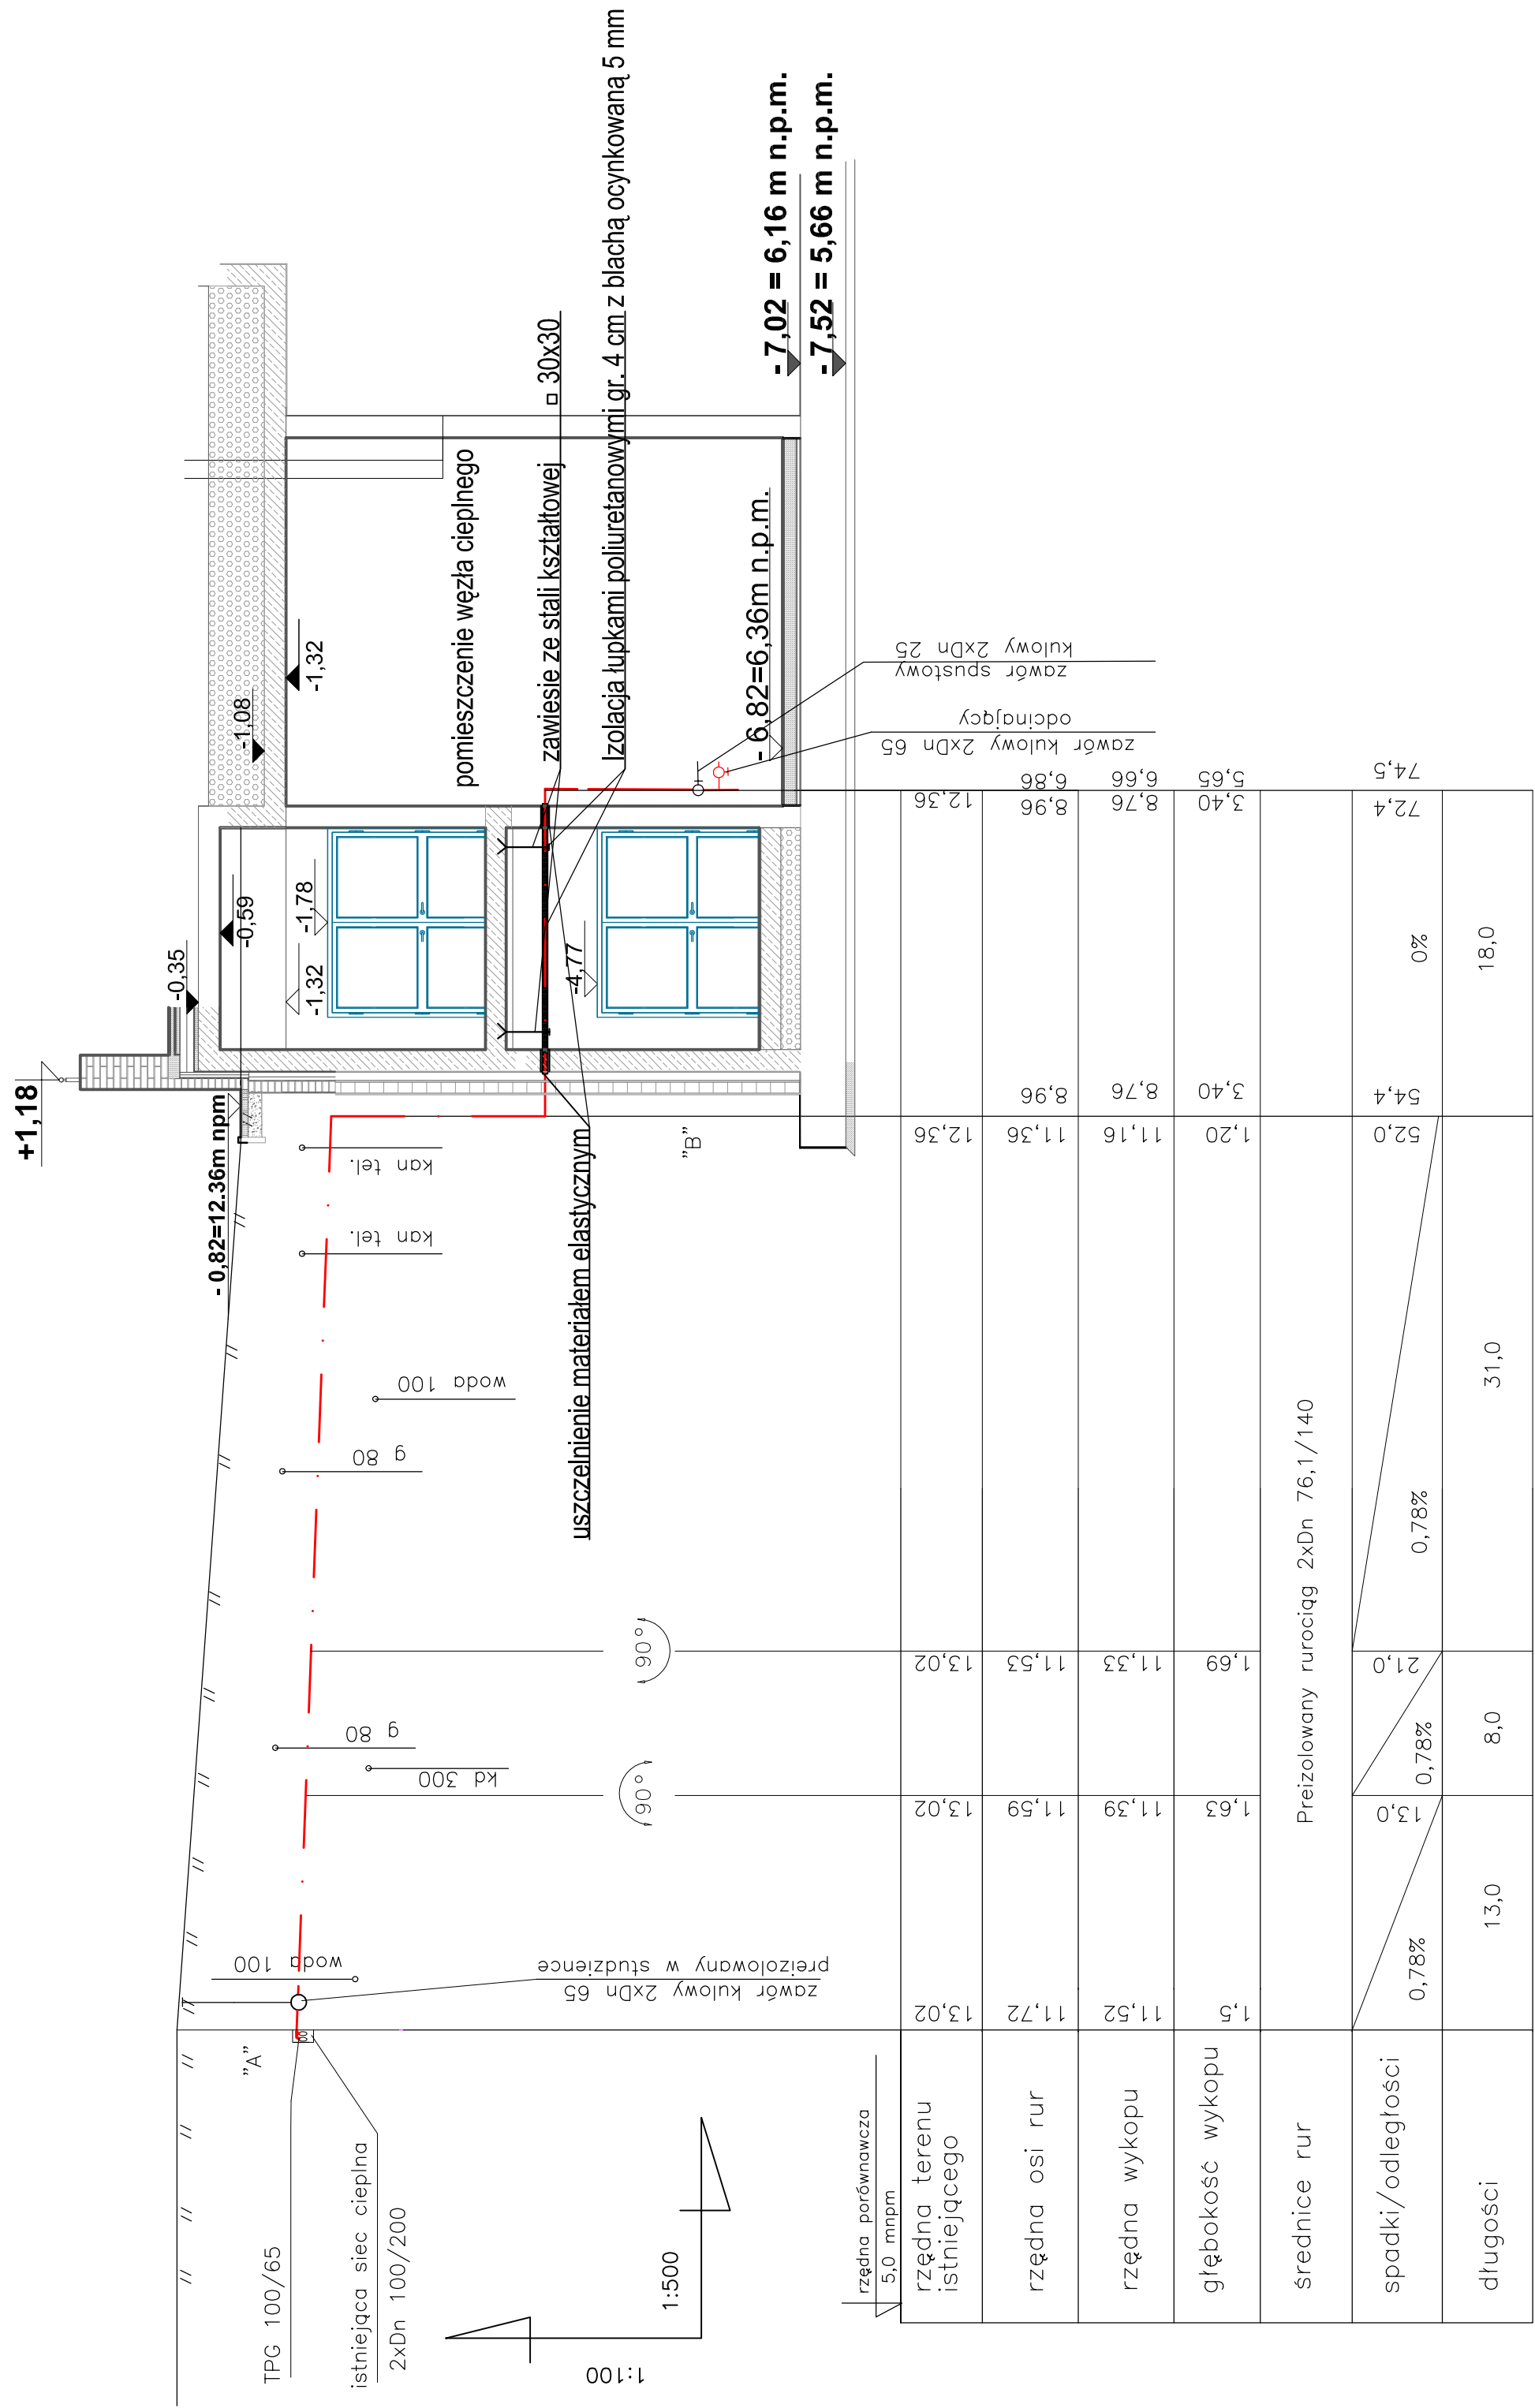 +1,18
-0,35
-0,59
-1,08
-1,32
-1,32
-1,78
-4,77
- 0,82=12.36m npm
pomieszczenie węzła cieplnego
zawiesie ze stali kształtowej □ 30x30
Izolacja łupkami poliuretanowymi gr. 4 cm z blachą ocynkowaną 5 mm
uszczelnienie materiałem elastycznym
- 6,82=6,36m n.p.m.
- 7,02 = 6,16 m n.p.m.
- 7,52 = 5,66 m n.p.m.
zawór spustowy
kulowy 2xDn 25
zawór kulowy 2xDn 65
odcinający
"A"
"B"
TPG 100/65
istniejąca siec cieplna
2xDn 100/200
woda 100
zawór kulowy 2xDn 65
preizolowany w studzience
kd 300
g 80
g 80
woda 100
kan tel.
kan tel.
90°
90°
1:100
1:500
rzędna porównawcza
5,0 mnpm
rzędna terenu
istniejącego
13,02 13,02 13,02 12,36 12,36
rzędna osi rur
11,72 11,59 11,53 11,36 8,96 8,96 6,86
rzędna wykopu
11,52 11,39 11,33 11,16 8,76 8,76 6,66
głębokość wykopu
1,5 1,63 1,69 1,20 3,40 3,40 5,65
średnice rur
Preizolowany rurociąg 2xDn 76,1/140
spadki/odległości
0,78% 13,0 0,78% 21,0 0,78% 52,0 54,4 0% 72,4 74,5
długości
13,0 8,0 31,0 18,0